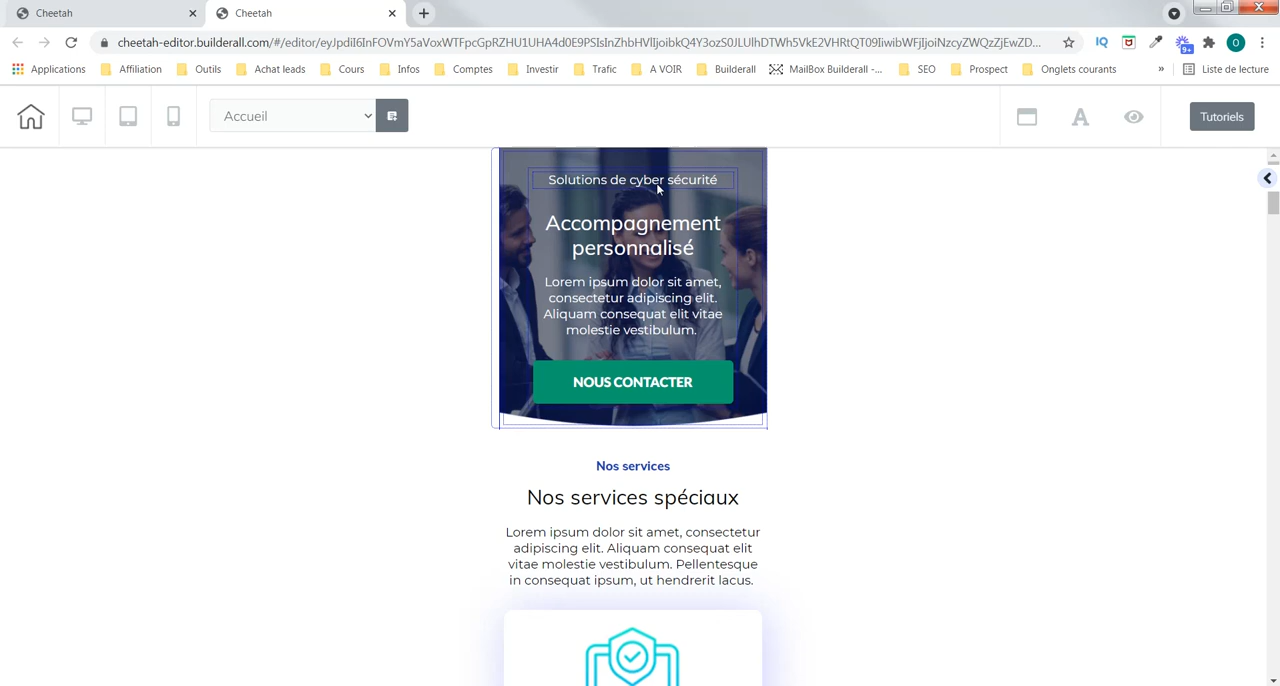 Cheetah
Cheetah
cheetah-editor.builderall.com/#/editor/
Applications
Affiliation
Outils
Achat leads
Cours
Infos
Comptes
Investir
Trafic
A VOIR
Builderall
MailBox Builderall -...
SEO
Prospect
Onglets courants
»
Liste de lecture
IQ
9+
O
Accueil
A
Tutoriels
Solutions de cyber sécurité
Accompagnement
personnalisé
Lorem ipsum dolor sit amet,
consectetur adipiscing elit.
Aliquam consequat elit vitae
molestie vestibulum.
NOUS CONTACTER
Nos services
Nos services spéciaux
Lorem ipsum dolor sit amet, consectetur
adipiscing elit. Aliquam consequat elit
vitae molestie vestibulum. Pellentesque
in consequat ipsum, ut hendrerit lacus.